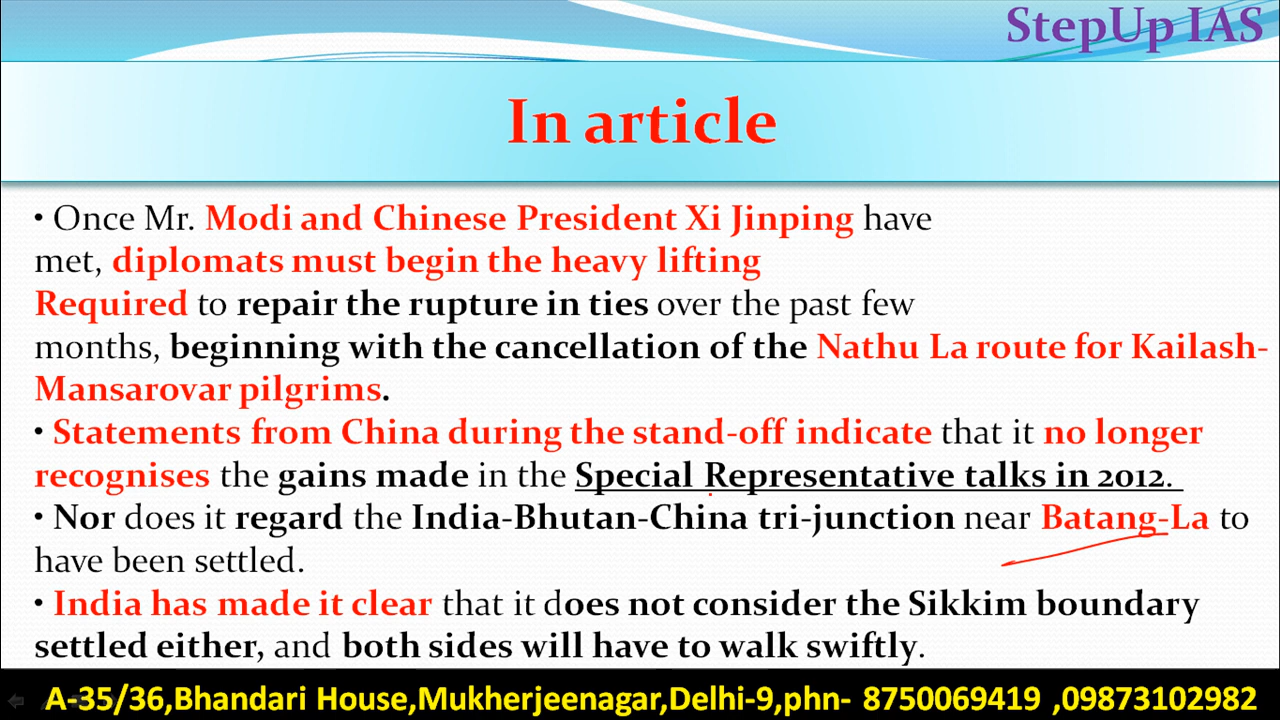 StepUp IAS
In article
• Once Mr. Modi and Chinese President Xi Jinping have
met, diplomats must begin the heavy lifting
Required to repair the rupture in ties over the past few
months, beginning with the cancellation of the Nathu La route for Kailash-
Mansarovar pilgrims.
• Statements from China during the stand-off indicate that it no longer
recognises the gains made in the Special Representative talks in 2012.
• Nor does it regard the India-Bhutan-China tri-junction near Batang-La to
have been settled.
• India has made it clear that it does not consider the Sikkim boundary
settled either, and both sides will have to walk swiftly.
A-35/36,Bhandari House,Mukherjeenagar,Delhi-9,phn- 8750069419 ,09873102982